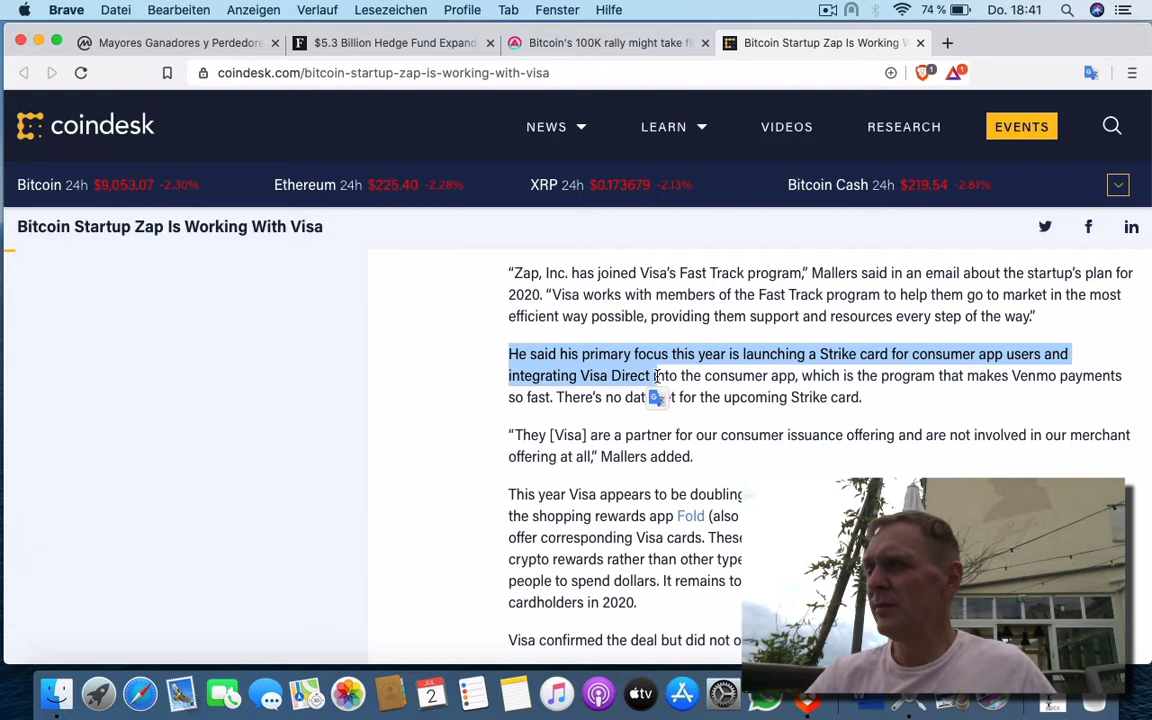 Brave Datei Bearbeiten Anzeigen Verlauf Lesezeichen Profile Tab Fenster Hilfe 74 % Do. 18:41
Mayores Ganadores y Perdedore $5.3 Billion Hedge Fund Expand Bitcoin's 100K rally might take f Bitcoin Startup Zap Is Working W
coindesk.com/bitcoin-startup-zap-is-working-with-visa 1 1
coindesk NEWS LEARN VIDEOS RESEARCH EVENTS
Bitcoin 24h $9,053.07 -2.30% Ethereum 24h $225.40 -2.28% XRP 24h $0.173679 -2.13% Bitcoin Cash 24h $219.54 -2.81%
Bitcoin Startup Zap Is Working With Visa
“Zap, Inc. has joined Visa’s Fast Track program,” Mallers said in an email about the startup’s plan for
2020. “Visa works with members of the Fast Track program to help them go to market in the most
efficient way possible, providing them support and resources every step of the way.”
He said his primary focus this year is launching a Strike card for consumer app users and
integrating Visa Direct into the consumer app, which is the program that makes Venmo payments
so fast. There’s no dat t for the upcoming Strike card.
“They [Visa] are a partner for our consumer issuance offering and are not involved in our merchant
offering at all,” Mallers added.
This year Visa appears to be doubling
the shopping rewards app Fold (also
offer corresponding Visa cards. These
crypto rewards rather than other type
people to spend dollars. It remains to
cardholders in 2020.
Visa confirmed the deal but did not o
JUL
2
tv